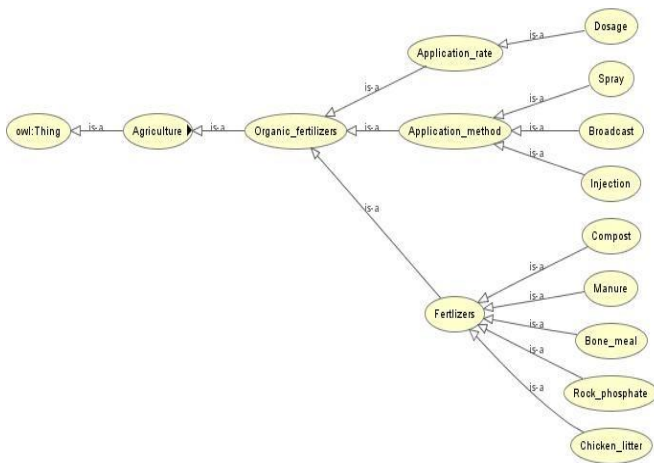 Dosage
is-a
Application_rate
Spray
is-a
is-a
owl:Thing
is-a
Agriculture
is-a
Organic_fertilizers
is-a
Application_method
is-a
Broadcast
is-a
Injection
is-a
Compost
is-a
Manure
is-a
Fertlizers
is-a
Bone_meal
is-a
Rock_phosphate
is-a
Chicken_litter